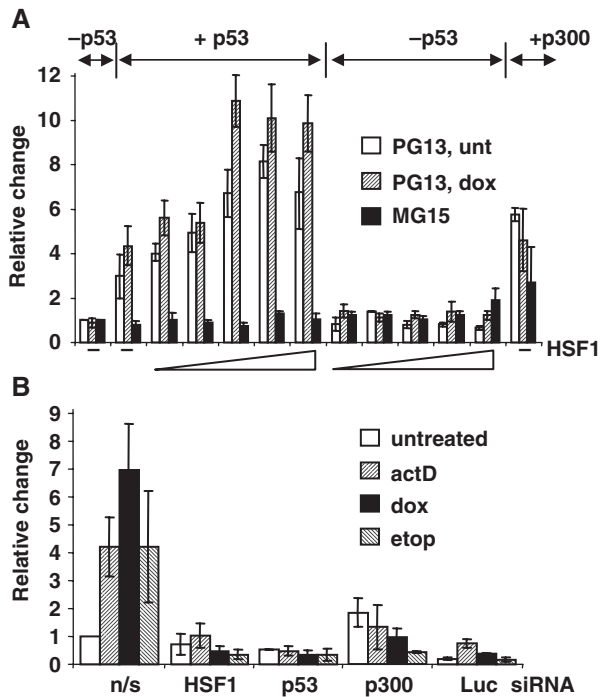 A
–p53
+ p53
–p53
+p300
Relative change
12
10
8
6
4
2
0
PG13, unt
PG13, dox
MG15
– – – HSF1
B
Relative change
9
8
7
6
5
4
3
2
1
0
untreated
actD
dox
etop
n/s HSF1 p53 p300 Luc siRNA